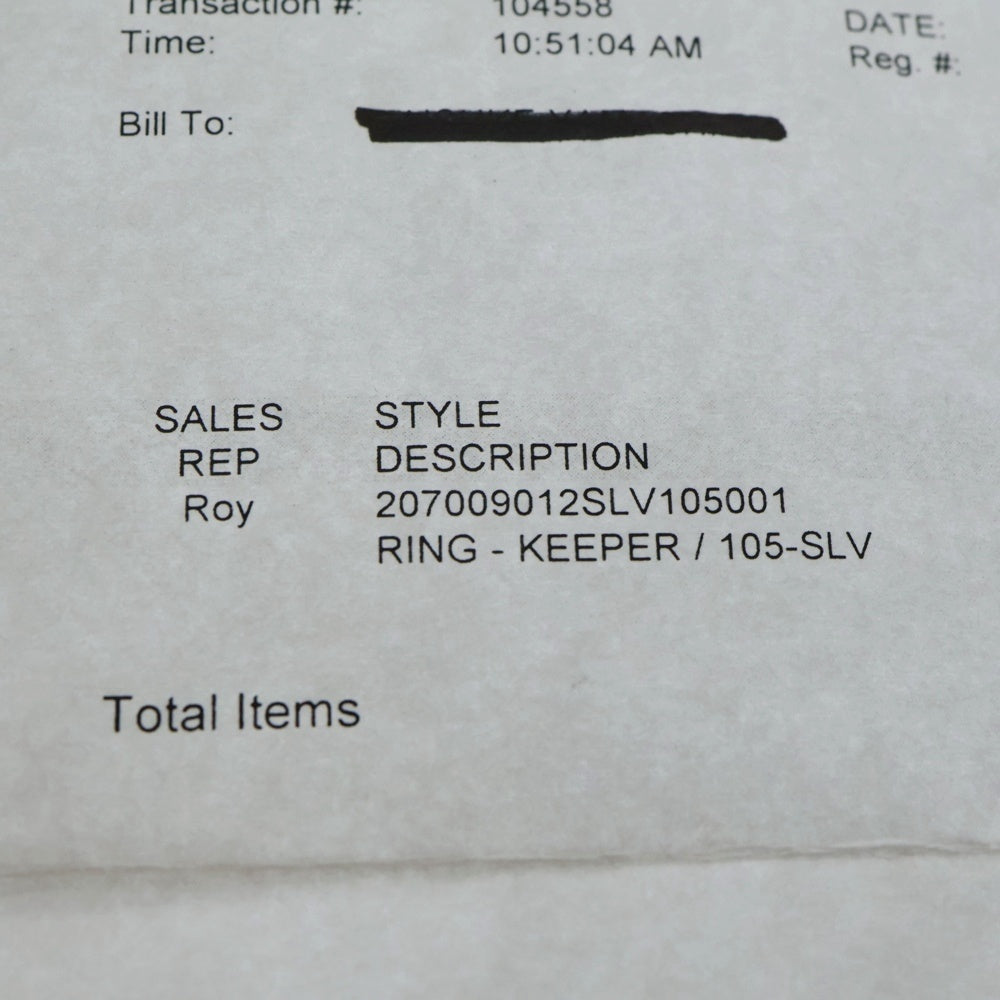 Transaction #: 104558
DATE:
Time: 10:51:04 AM
Reg. #:
Bill To:
SALES STYLE
REP DESCRIPTION
Roy 207009012SLV105001
RING - KEEPER / 105-SLV
Total Items